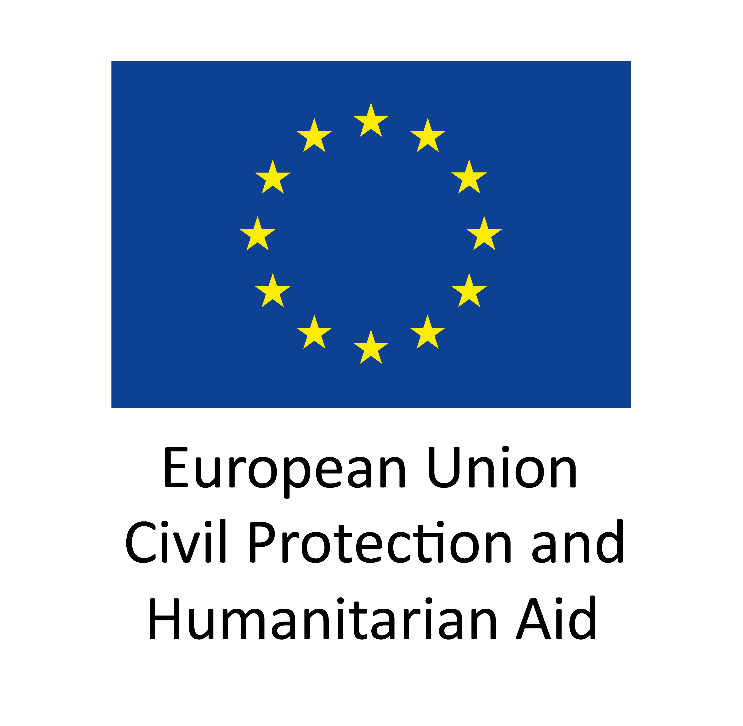 European Union
Civil Protection and
Humanitarian Aid